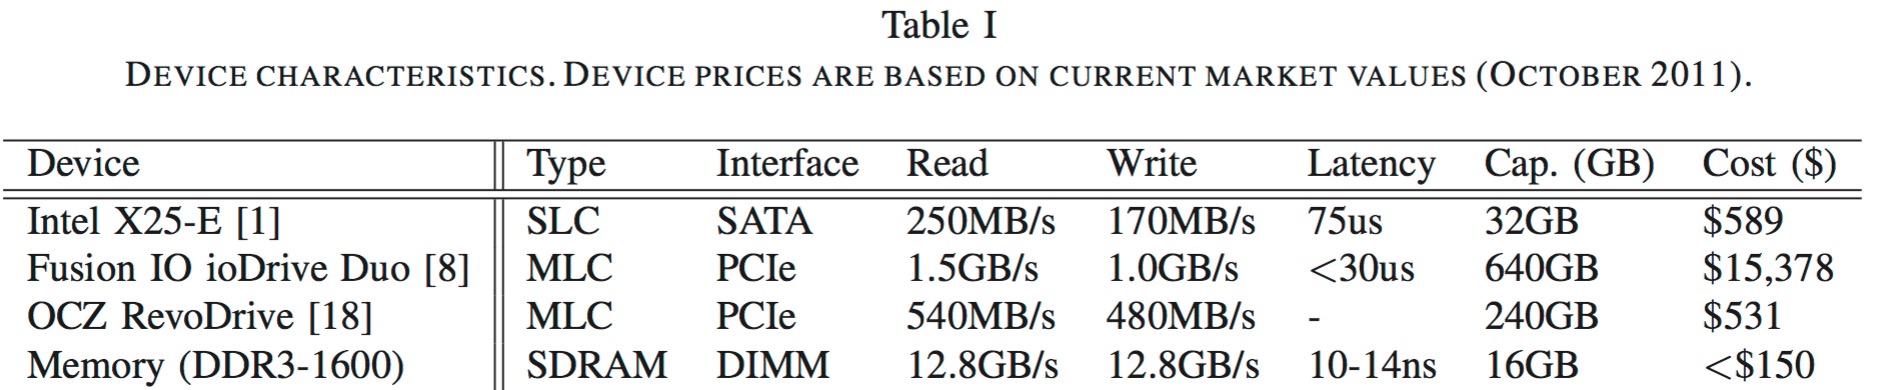 Table I
DEVICE CHARACTERISTICS. DEVICE PRICES ARE BASED ON CURRENT MARKET VALUES (OCTOBER 2011).
Device Type Interface Read Write Latency Cap. (GB) Cost ($)
Intel X25-E [1] SLC SATA 250MB/s 170MB/s 75us 32GB $589
Fusion IO ioDrive Duo [8] MLC PCIe 1.5GB/s 1.0GB/s <30us 640GB $15,378
OCZ RevoDrive [18] MLC PCIe 540MB/s 480MB/s - 240GB $531
Memory (DDR3-1600) SDRAM DIMM 12.8GB/s 12.8GB/s 10-14ns 16GB <$150